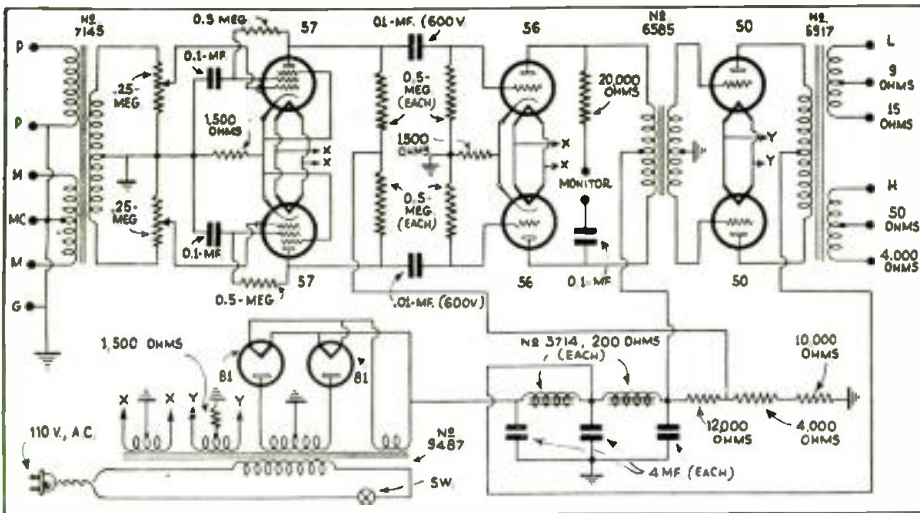 No
7145
0.5 MEG
57
.01-MF. (600V
56
No
6585
50
No
5917
P
0.1-MF
.25-
MEG
1,500
OHMS
X
X
0.5-
MEG
(EACH)
1500
OHMS
X
X
20,000
OHMS
Y
Y
L
9
OHMS
15
OHMS
P
M
MC
M
G
.25-
MEG
0.1-MF
0.5-MEG
57
0.5-
MEG
(EACH)
.01-MF. (600V)
56
MONITOR
0.1-MF
50
H
50
OHMS
4,000
OHMS
1,500 OHMS
81
81
No 3714, 200 OHMS
(EACH)
10,000
OHMS
X
X
Y
Y
No
9487
110 V., A.C.
SW.
4 MF (EACH)
12,000
OHMS
4,000
OHMS